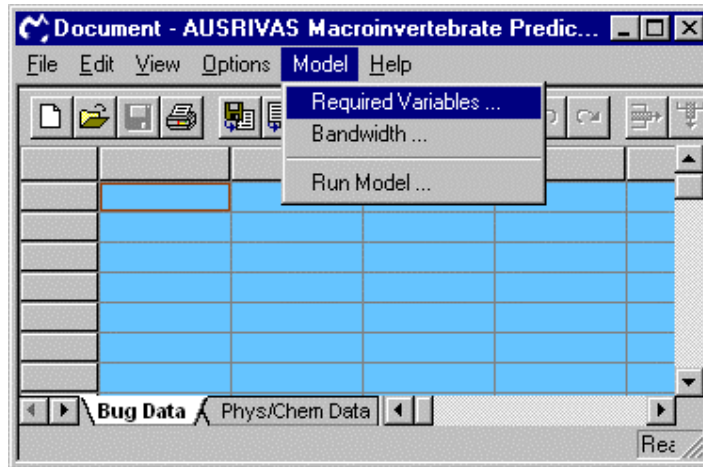 Document - AUSRIVAS Macroinvertebrate Predic...
File Edit View Options Model Help
Required Variables ...
Bandwidth ...
Run Model ...
Bug Data Phys/Chem Data
Rea